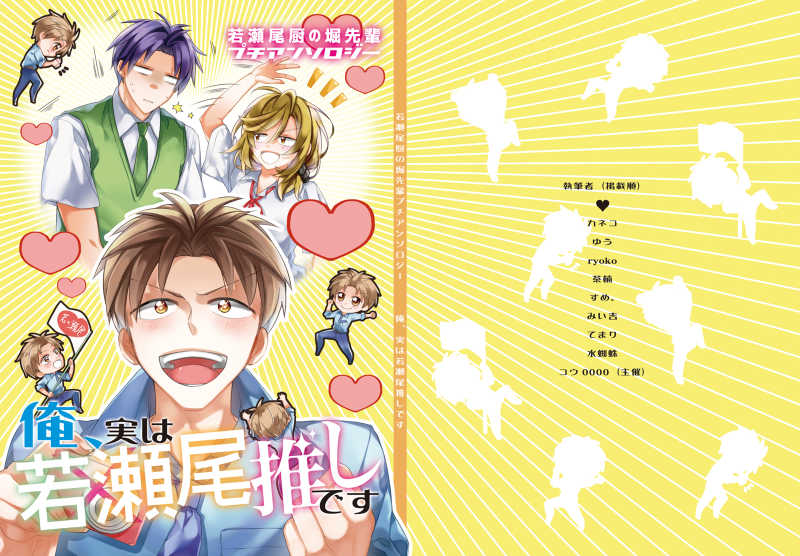 若瀬尾厨の堀先輩
プチアンソロジー
俺、実は
若瀬尾推し
です
若瀬尾厨の堀先輩プチアンソロジー 俺、実は若瀬尾推しです
執筆者（掲載順）
♥
カネコ
ゆう
ryoko
茶楠
すめ。
みい吉
てまり
水蜘蛛
コウ0000（主催）